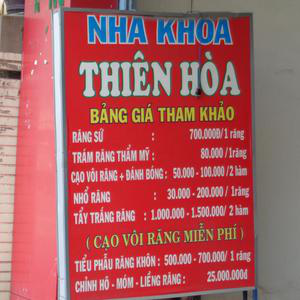 NHA KHOA
THIÊN HÒA
BẢNG GIÁ THAM KHẢO
RĂNG SỨ : 700.000Đ/1răng
TRÁM RĂNG THẨM MỸ : 80.000/1răng
CẠO VÔI RĂNG + ĐÁNH BÓNG : 50.000 - 100.000/2 hàm
NHỔ RĂNG : 30.000 - 200.000/1răng
TẨY TRẮNG RĂNG : 1.000.000 - 1.500.000/2 hàm
(CẠO VÔI RĂNG MIỄN PHÍ)
TIỂU PHẪU RĂNG KHÔN : 500.000 - 700.000/1 răng
CHỈNH HÔ - MÓM - LIỀNG RĂNG : 25.000.000đ